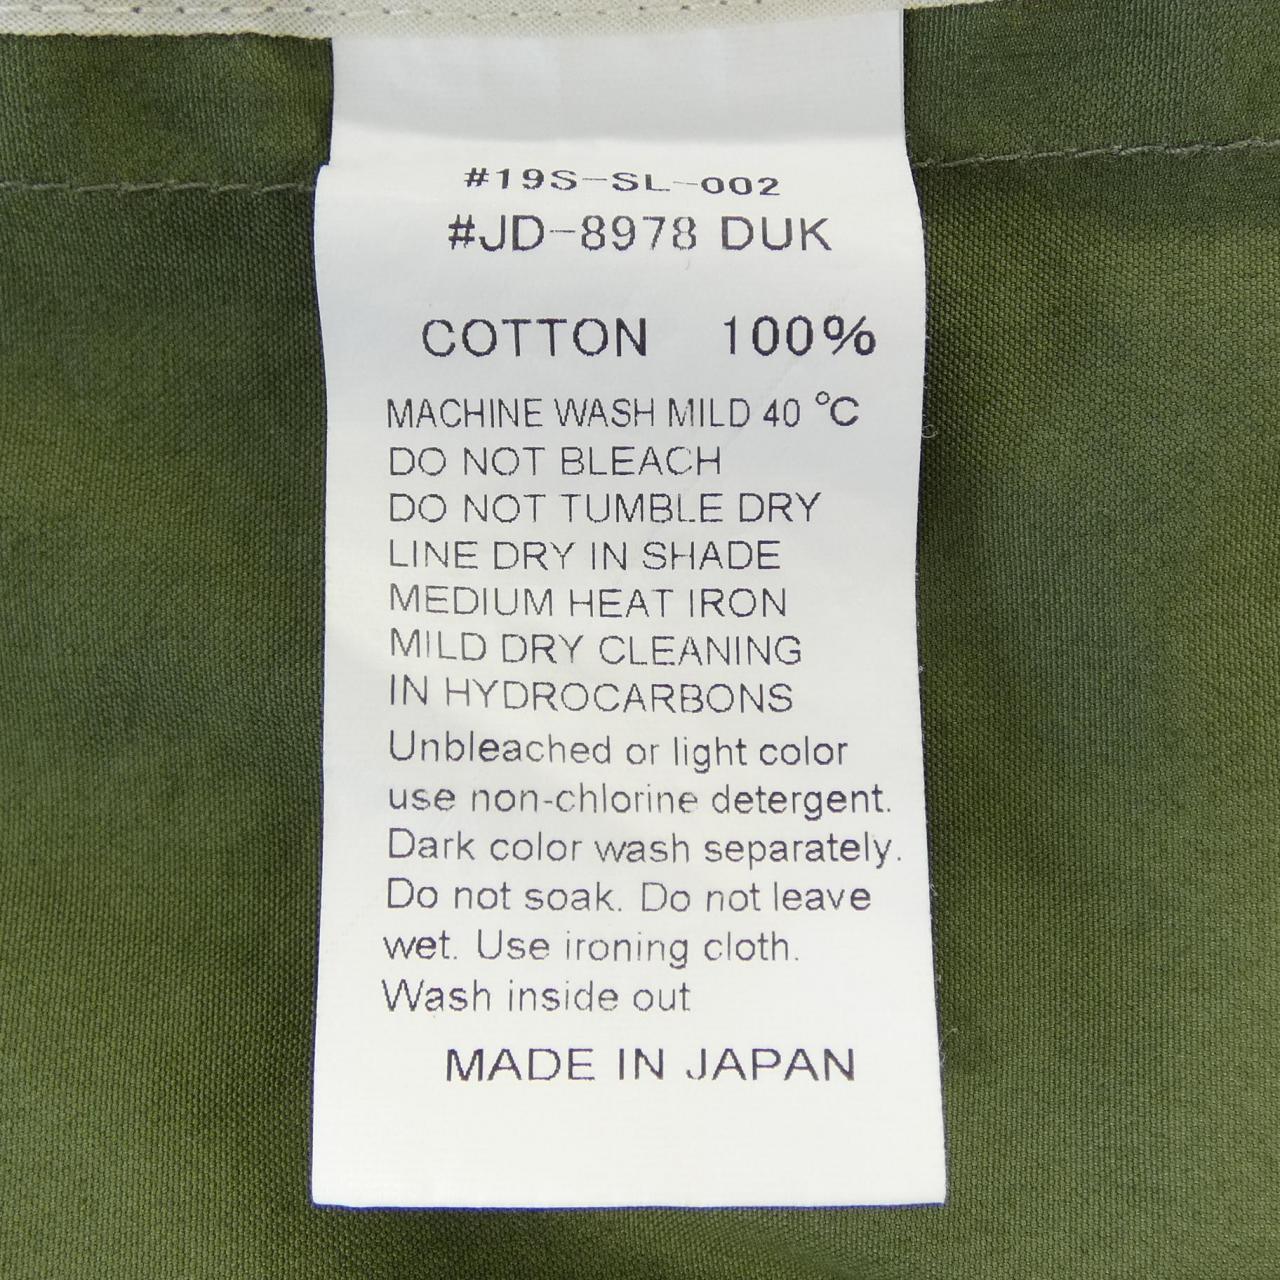 #19S-SL-002
#JD-8978 DUK
COTTON 100%
MACHINE WASH MILD 40 °C
DO NOT BLEACH
DO NOT TUMBLE DRY
LINE DRY IN SHADE
MEDIUM HEAT IRON
MILD DRY CLEANING
IN HYDROCARBONS
Unbleached or light color
use non-chlorine detergent.
Dark color wash separately.
Do not soak. Do not leave
wet. Use ironing cloth.
Wash inside out
MADE IN JAPAN